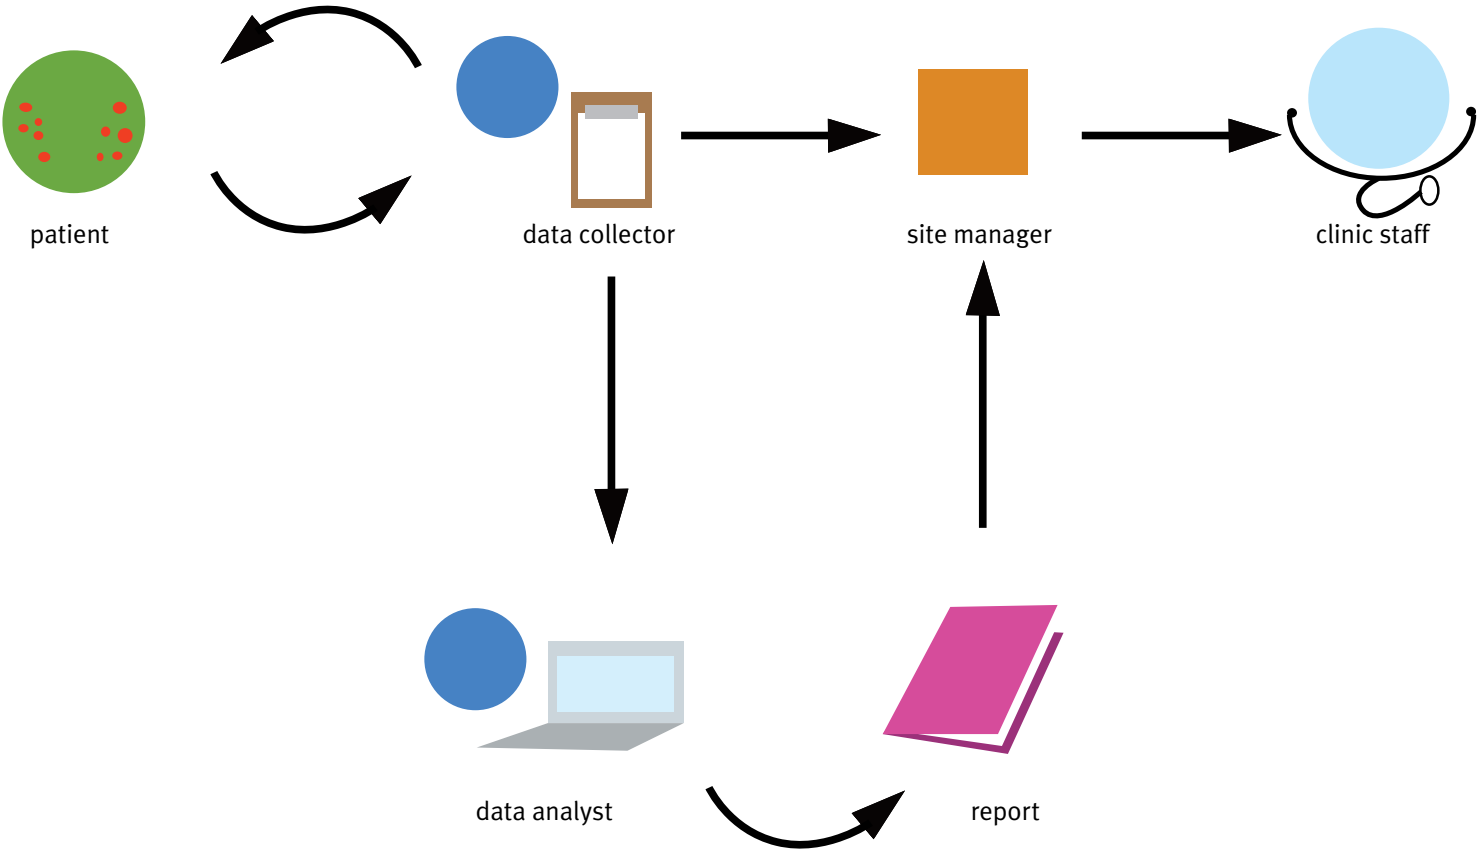 patient
data collector
site manager
clinic staff
data analyst
report